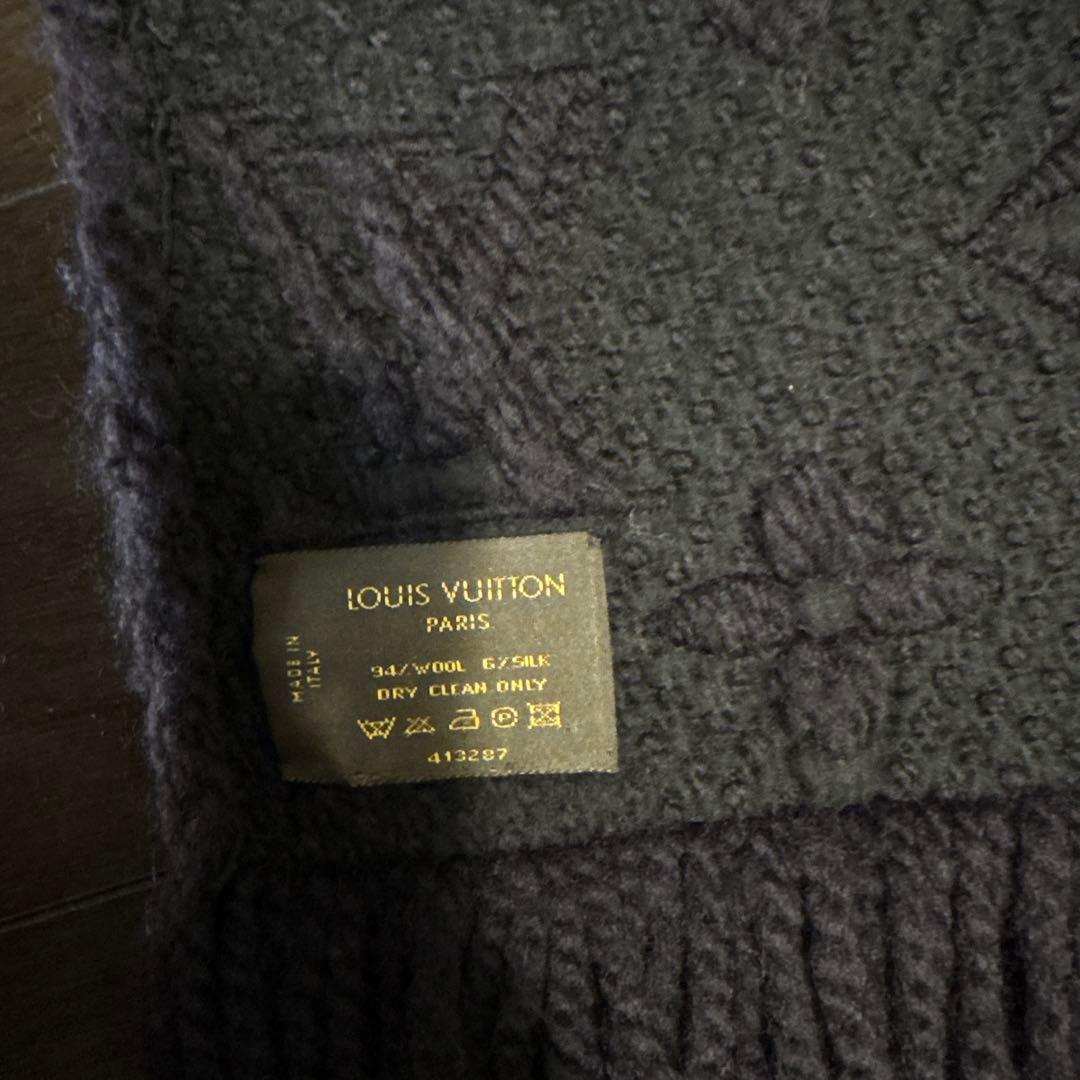 LOUIS VUITTON
PARIS
MADE IN
ITALY
94%WOOL 6%SILK
DRY CLEAN ONLY
P
413287